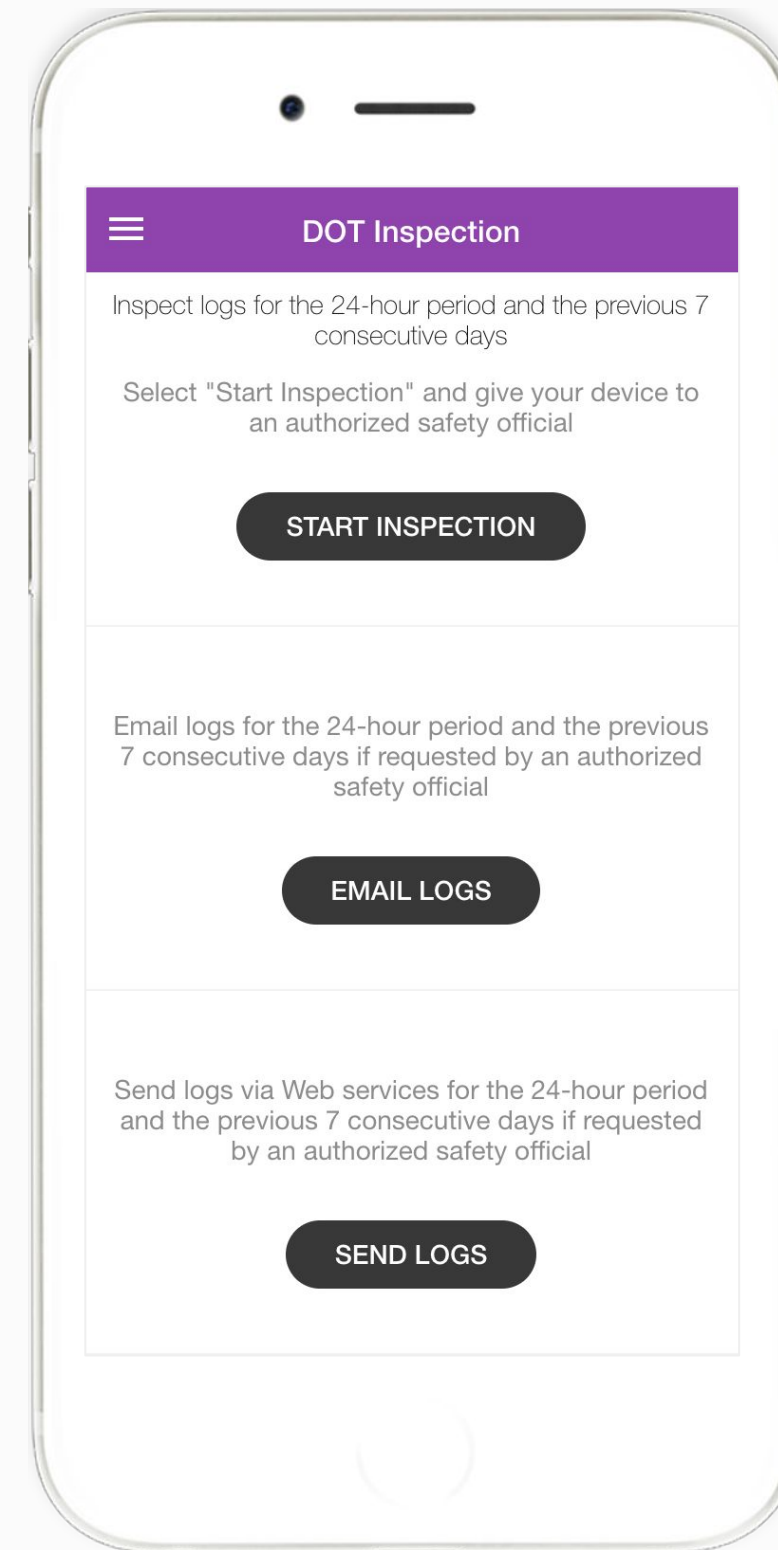 DOT Inspection
Inspect logs for the 24-hour period and the previous 7
consecutive days
Select "Start Inspection" and give your device to
an authorized safety official
START INSPECTION
Email logs for the 24-hour period and the previous
7 consecutive days if requested by an authorized
safety official
EMAIL LOGS
Send logs via Web services for the 24-hour period
and the previous 7 consecutive days if requested
by an authorized safety official
SEND LOGS